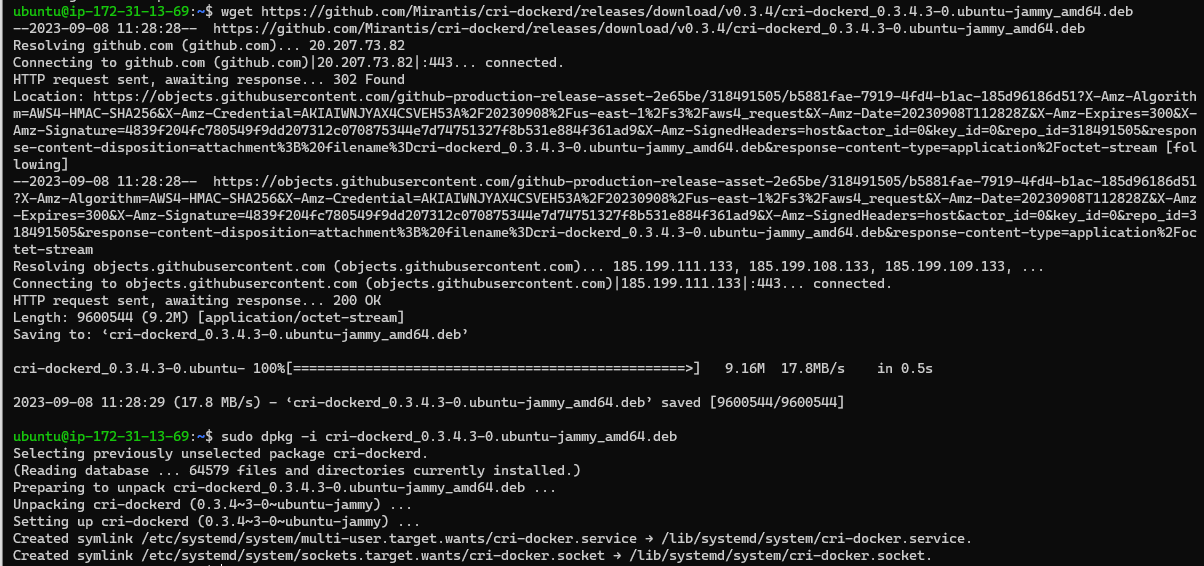 ubuntu@ip-172-31-13-69:~$ wget https://github.com/Mirantis/cri-dockerd/releases/download/v0.3.4/cri-dockerd_0.3.4.3-0.ubuntu-jammy_amd64.deb
--2023-09-08 11:28:28--  https://github.com/Mirantis/cri-dockerd/releases/download/v0.3.4/cri-dockerd_0.3.4.3-0.ubuntu-jammy_amd64.deb
Resolving github.com (github.com)... 20.207.73.82
Connecting to github.com (github.com)|20.207.73.82|:443... connected.
HTTP request sent, awaiting response... 302 Found
Location: https://objects.githubusercontent.com/github-production-release-asset-2e65be/318491505/b5881fae-7919-4fd4-b1ac-185d96186d51?X-Amz-Algorith
m=AWS4-HMAC-SHA256&X-Amz-Credential=AKIAIWNJYAX4CSVEH53A%2F20230908%2Fus-east-1%2Fs3%2Faws4_request&X-Amz-Date=20230908T112828Z&X-Amz-Expires=300&X-
Amz-Signature=4839f204fc780549f9dd207312c070875344e7d74751327f8b531e884f361ad9&X-Amz-SignedHeaders=host&actor_id=0&key_id=0&repo_id=318491505&respon
se-content-disposition=attachment%3B%20filename%3Dcri-dockerd_0.3.4.3-0.ubuntu-jammy_amd64.deb&response-content-type=application%2Foctet-stream [fol
lowing]
--2023-09-08 11:28:28--  https://objects.githubusercontent.com/github-production-release-asset-2e65be/318491505/b5881fae-7919-4fd4-b1ac-185d96186d51
?X-Amz-Algorithm=AWS4-HMAC-SHA256&X-Amz-Credential=AKIAIWNJYAX4CSVEH53A%2F20230908%2Fus-east-1%2Fs3%2Faws4_request&X-Amz-Date=20230908T112828Z&X-Amz
-Expires=300&X-Amz-Signature=4839f204fc780549f9dd207312c070875344e7d74751327f8b531e884f361ad9&X-Amz-SignedHeaders=host&actor_id=0&key_id=0&repo_id=3
18491505&response-content-disposition=attachment%3B%20filename%3Dcri-dockerd_0.3.4.3-0.ubuntu-jammy_amd64.deb&response-content-type=application%2Foc
tet-stream
Resolving objects.githubusercontent.com (objects.githubusercontent.com)... 185.199.111.133, 185.199.108.133, 185.199.109.133, ...
Connecting to objects.githubusercontent.com (objects.githubusercontent.com)|185.199.111.133|:443... connected.
HTTP request sent, awaiting response... 200 OK
Length: 9600544 (9.2M) [application/octet-stream]
Saving to: ‘cri-dockerd_0.3.4.3-0.ubuntu-jammy_amd64.deb’
cri-dockerd_0.3.4.3-0.ubuntu- 100%[=================================================>]   9.16M  17.8MB/s    in 0.5s
2023-09-08 11:28:29 (17.8 MB/s) - ‘cri-dockerd_0.3.4.3-0.ubuntu-jammy_amd64.deb’ saved [9600544/9600544]
ubuntu@ip-172-31-13-69:~$ sudo dpkg -i cri-dockerd_0.3.4.3-0.ubuntu-jammy_amd64.deb
Selecting previously unselected package cri-dockerd.
(Reading database ... 64579 files and directories currently installed.)
Preparing to unpack cri-dockerd_0.3.4.3-0.ubuntu-jammy_amd64.deb ...
Unpacking cri-dockerd (0.3.4~3-0~ubuntu-jammy) ...
Setting up cri-dockerd (0.3.4~3-0~ubuntu-jammy) ...
Created symlink /etc/systemd/system/multi-user.target.wants/cri-docker.service → /lib/systemd/system/cri-docker.service.
Created symlink /etc/systemd/system/sockets.target.wants/cri-docker.socket → /lib/systemd/system/cri-docker.socket.